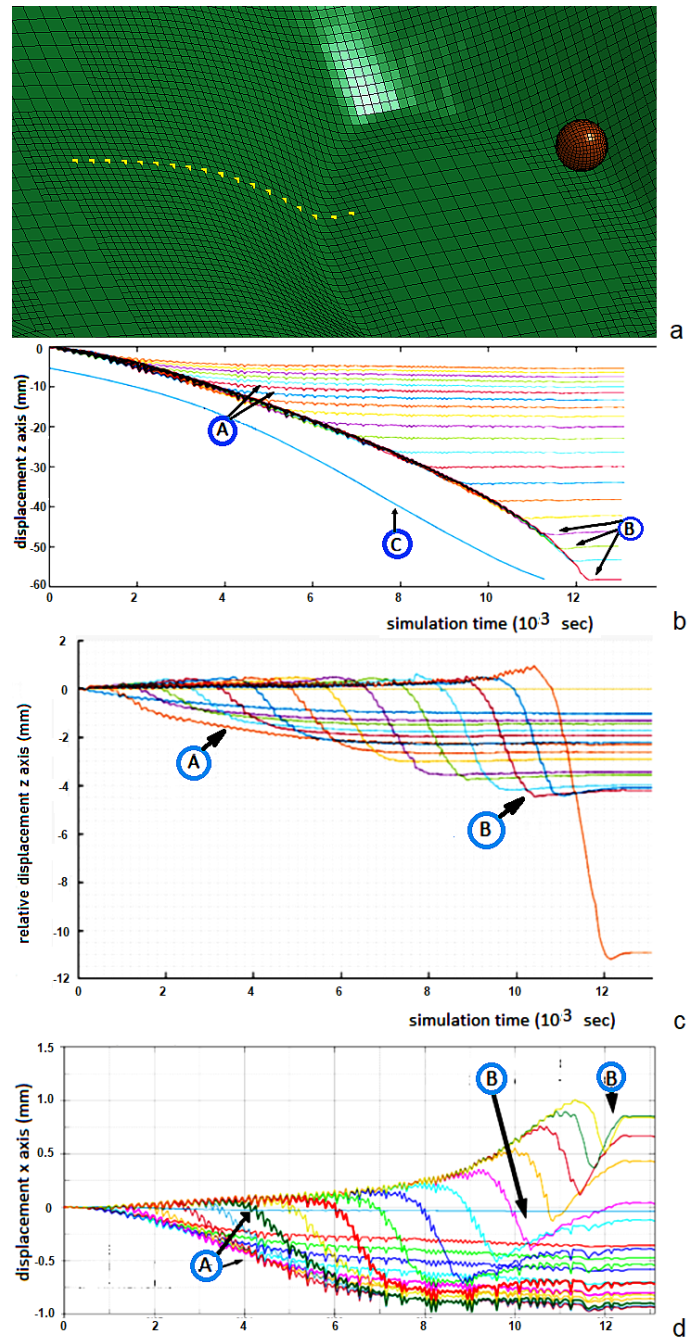 a
0
-10
-20
-30
-40
-50
-60
displacement z axis (mm)
A
C
B
0 2 4 6 8 10 12
simulation time (10-3 sec)
b
2
0
-2
-4
-6
-8
-10
-12
relative displacement z axis (mm)
A
B
0 2 4 6 8 10 12
simulation time (10-3 sec)
c
1.5
1.0
0.5
0
-0.5
-1.0
displacement x axis (mm)
B
B
A
0 2 4 6 8 10 12
d